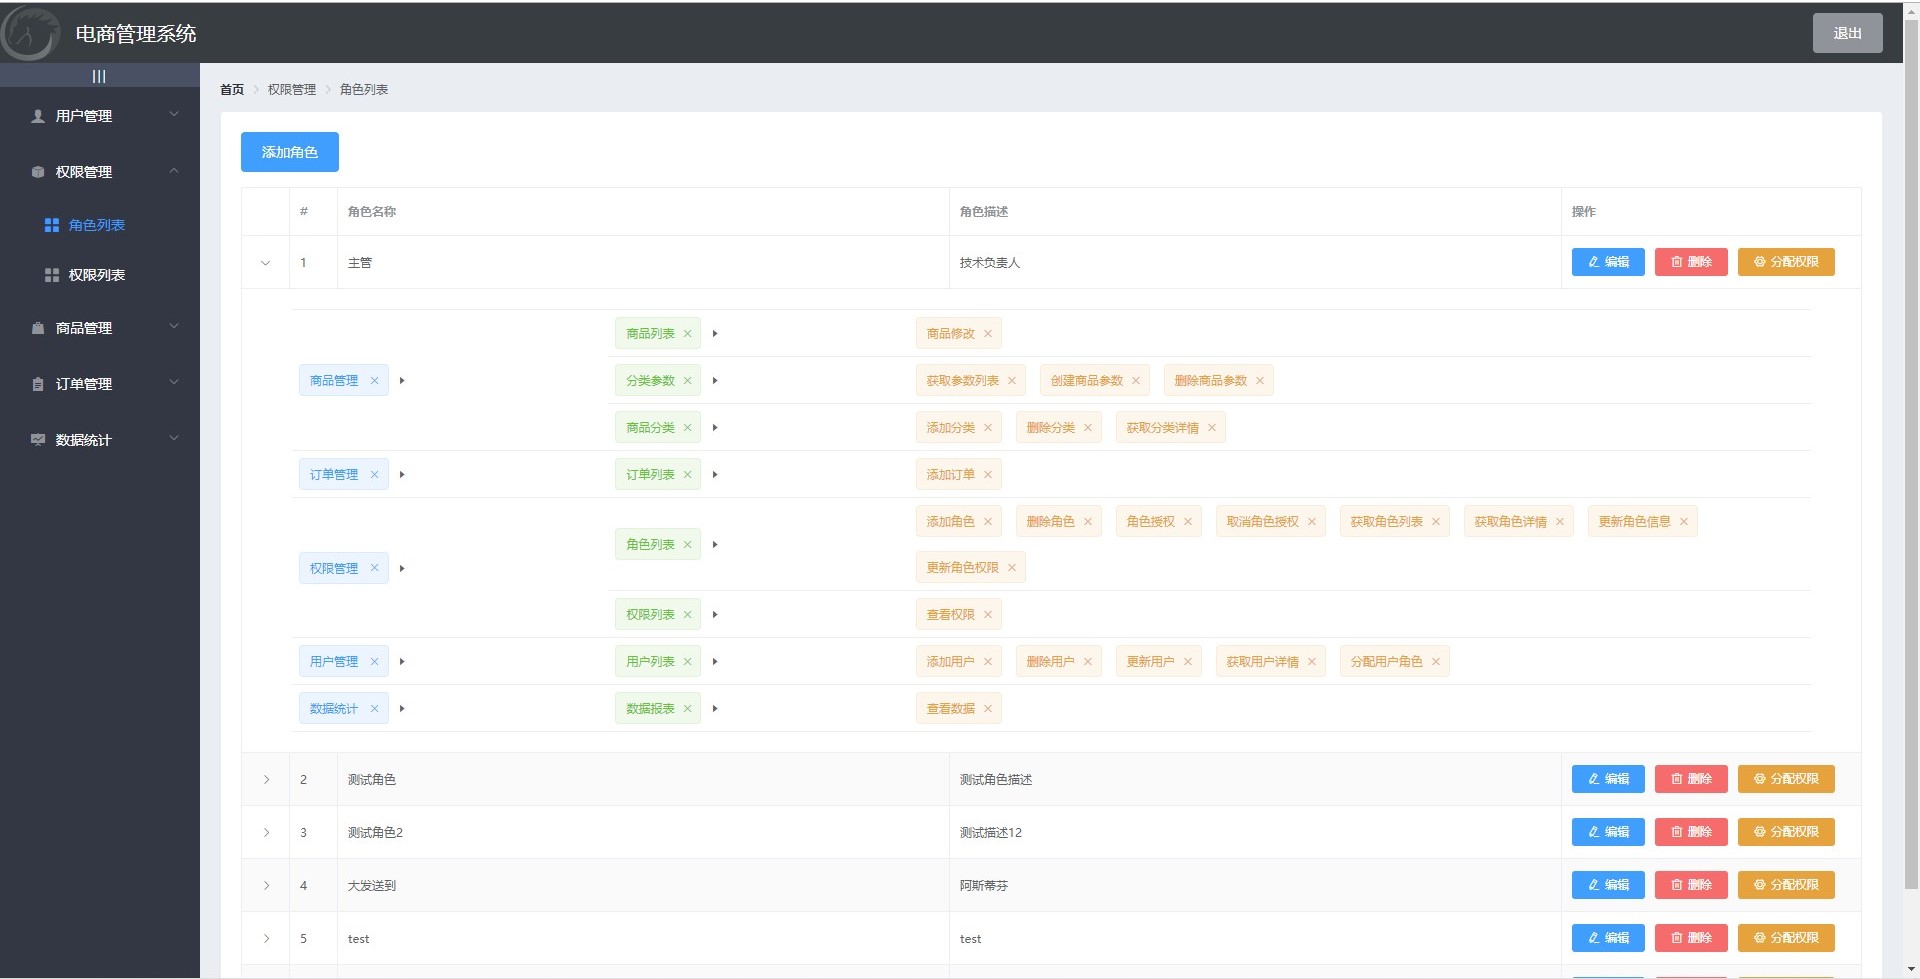 电商管理系统
退出
|||
用户管理
权限管理
角色列表
权限列表
商品管理
订单管理
数据统计
首页 > 权限管理 > 角色列表
添加角色
# 角色名称 角色描述 操作
1 主管 技术负责人 编辑 删除 分配权限
商品管理
商品列表 商品修改
分类参数 获取参数列表 创建商品参数 删除商品参数
商品分类 添加分类 删除分类 获取分类详情
订单管理 订单列表 添加订单
权限管理
角色列表 添加角色 删除角色 角色授权 取消角色授权 获取角色列表 获取角色详情 更新角色信息
更新角色权限
权限列表 查看权限
用户管理 用户列表 添加用户 删除用户 更新用户 获取用户详情 分配用户角色
数据统计 数据报表 查看数据
2 测试角色 测试角色描述 编辑 删除 分配权限
3 测试角色2 测试描述12 编辑 删除 分配权限
4 大发送到 阿斯蒂芬 编辑 删除 分配权限
5 test test 编辑 删除 分配权限